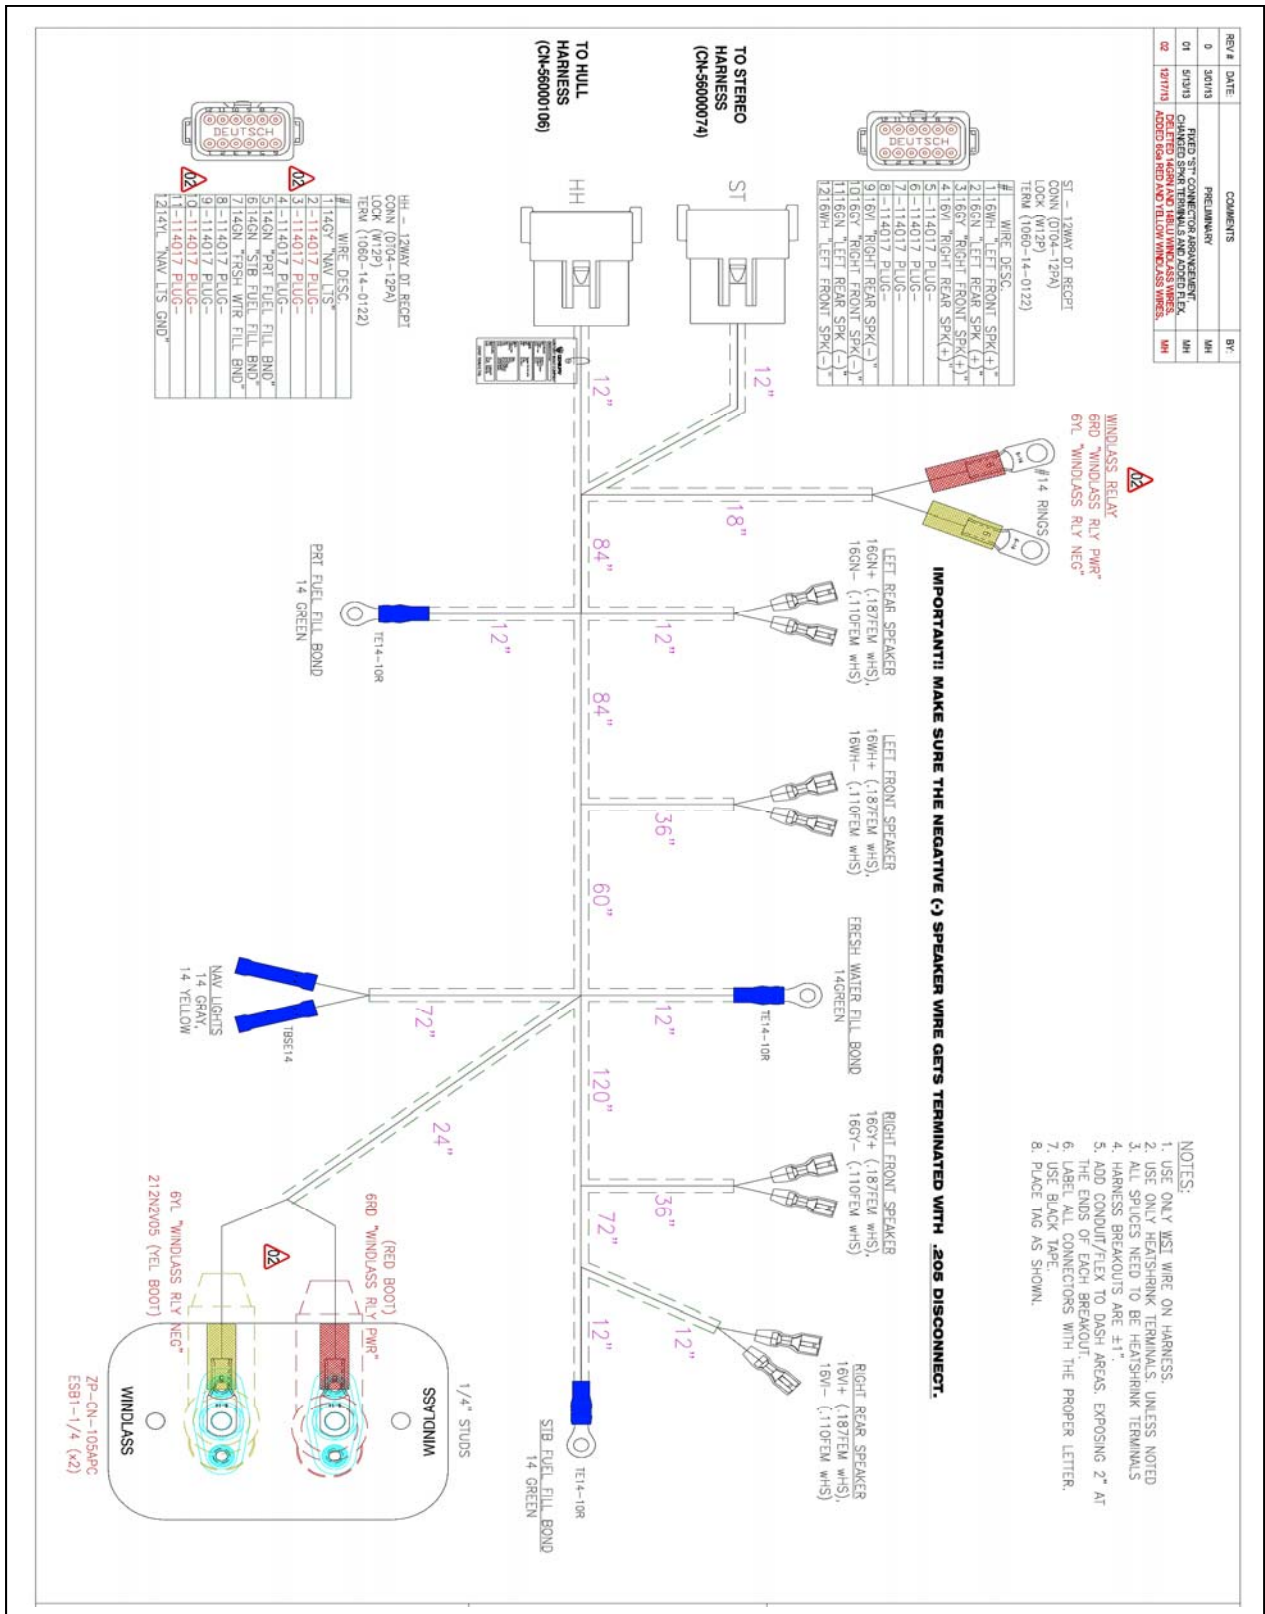 REV # DATE: COMMENTS BY:
0 3/01/13 PRELIMINARY MH
01 5/13/13 FIXED "ST" CONNECTOR ARRANGEMENT,
CHANGED SPKR TERMINALS AND ADDED FLEX, MH
02 12/17/13 DELETED 14GRN AND 14BLU WINDLASS WIRES,
ADDED 6Ga RED AND YELLOW WINDLASS WIRES, MH
TO STEREO
HARNESS
(CN-56000074)
DEUTSCH
ST - 12WAY DT RECPT
CONN (DT04-12PA)
LOCK (W12P)
TERM (1060-14-0122)
# WIRE DESC.
1 16WH "LEFT FRONT SPK(+)"
2 16GN "LEFT REAR SPK (+)"
3 16GY "RIGHT FRONT SPK(+)"
4 16VI "RIGHT REAR SPK(+)"
5 -114017 PLUG-
6 -114017 PLUG-
7 -114017 PLUG-
8 -114017 PLUG-
9 16VI "RIGHT REAR SPK(-)"
10 16GY "RIGHT FRONT SPK(-)"
11 16GN "LEFT REAR SPK (-)"
12 16WH "LEFT FRONT SPK(-)"
TO HULL
HARNESS
(CN-56000106)
DEUTSCH
HH - 12WAY DT RECPT
CONN (DT04-12PA)
LOCK (W12P)
TERM (1060-14-0122)
# WIRE DESC.
1 14GY "NAV LTS"
2 -114017 PLUG-
3 -114017 PLUG-
4 -114017 PLUG-
5 14GN "PRT FUEL FILL BND"
6 14GN "STB FUEL FILL BND"
7 14GN "FRSH WTR FILL BND"
8 -114017 PLUG-
9 -114017 PLUG-
10 -114017 PLUG-
11 -114017 PLUG-
12 14YL "NAV LTS GND"
02
02
ST
HH
12"
12"
02
WINDLASS RELAY
6RD "WINDLASS RLY PWR"
6YL "WINDLASS RLY NEG"
#14 RINGS
18"
84"
IMPORTANT!! MAKE SURE THE NEGATIVE (-) SPEAKER WIRE GETS TERMINATED WITH .205 DISCONNECT.
LEFT REAR SPEAKER
16GN+ (.187FEM wHS),
16GN- (.110FEM wHS)
12"
12"
TE14-10R
PRT FUEL FILL BOND
14 GREEN
84"
LEFT FRONT SPEAKER
16WH+ (.187FEM wHS),
16WH- (.110FEM wHS)
36"
60"
FRESH WATER FILL BOND
14GREEN
TE14-10R
12"
72"
TBSE14
NAV LIGHTS
14 GRAY,
14 YELLOW
120"
24"
RIGHT FRONT SPEAKER
16GY+ (.187FEM wHS),
16GY- (.110FEM wHS)
36"
72"
12"
RIGHT REAR SPEAKER
16VI+ (.187FEM wHS),
16VI- (.110FEM wHS)
12"
TE14-10R
STB FUEL FILL BOND
14 GREEN
NOTES:
1. USE ONLY WSI WIRE ON HARNESS.
2. USE ONLY HEATSHRINK TERMINALS. UNLESS NOTED
3. ALL SPLICES NEED TO BE HEATSHRINK TERMINALS
4. HARNESS BREAKOUTS ARE ±1".
5. ADD CONDUIT/FLEX TO DASH AREAS. EXPOSING 2" AT
THE ENDS OF EACH BREAKOUT.
6. LABEL ALL CONNECTORS WITH THE PROPER LETTER.
7. USE BLACK TAPE.
8. PLACE TAG AS SHOWN.
(RED BOOT)
6RD "WINDLASS RLY PWR"
02
6YL "WINDLASS RLY NEG"
212N2V05 (YEL BOOT)
1/4" STUDS
WINDLASS
WINDLASS
ZP-CN-105APC
ESB1-1/4 (x2)